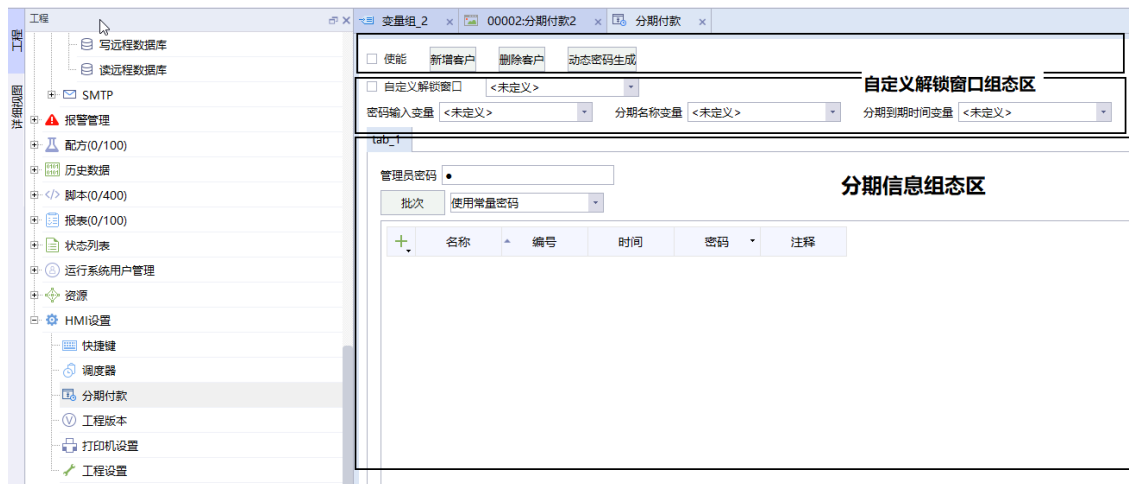 工程
变量组_2
00002:分期付款2
分期付款
工程
详细视图
写远程数据库
读远程数据库
SMTP
报警管理
配方(0/100)
历史数据
脚本(0/400)
报表(0/100)
状态列表
运行系统用户管理
资源
HMI设置
快捷键
调度器
分期付款
工程版本
打印机设置
工程设置
使能 新增客户 删除客户 动态密码生成
自定义解锁窗口 <未定义> 自定义解锁窗口组态区
密码输入变量 <未定义> 分期名称变量 <未定义> 分期到期时间变量 <未定义>
tab_1
管理员密码 ●
分期信息组态区
批次 使用常量密码
名称 编号 时间 密码 注释